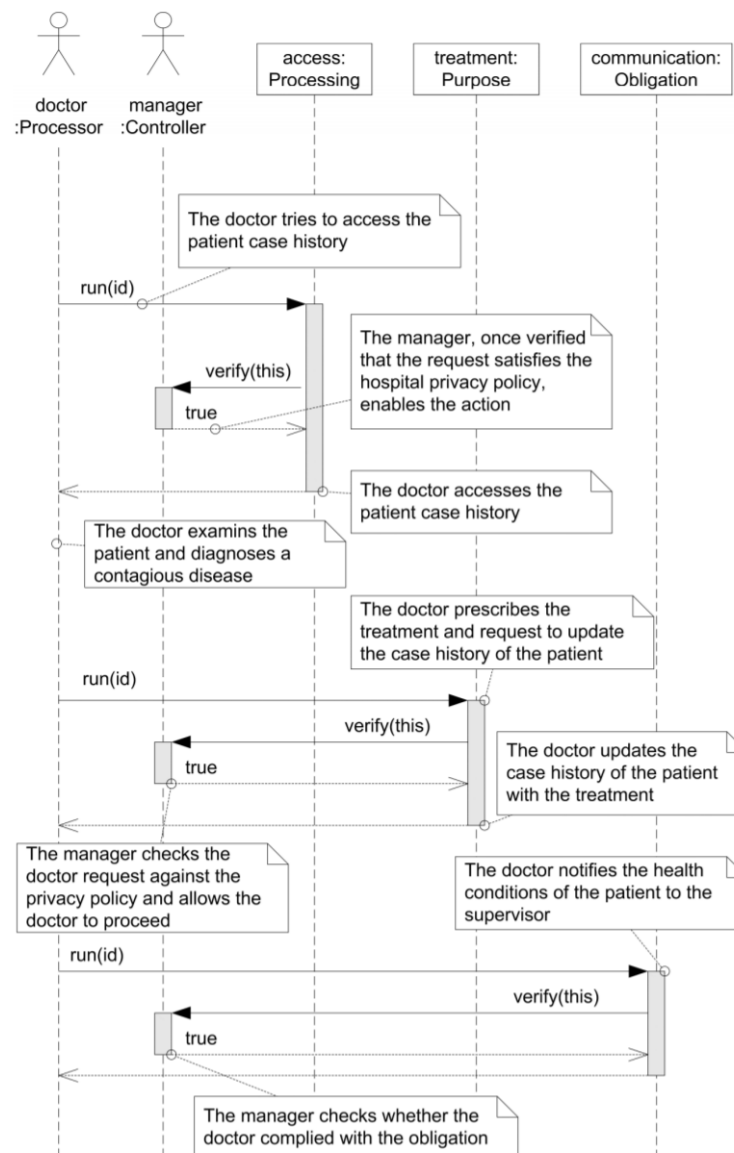 doctor
:Processor
manager
:Controller
access:
Processing
treatment:
Purpose
communication:
Obligation
The doctor tries to access the
patient case history
run(id)
The manager, once verified
that the request satisfies the
hospital privacy policy,
enables the action
verify(this)
true
The doctor accesses the
patient case history
The doctor examines the
patient and diagnoses a
contagious disease
The doctor prescribes the
treatment and request to update
the case history of the patient
run(id)
verify(this)
true
The doctor updates the
case history of the patient
with the treatment
The manager checks the
doctor request against the
privacy policy and allows the
doctor to proceed
The doctor notifies the health
conditions of the patient to the
supervisor
run(id)
verify(this)
true
The manager checks whether the
doctor complied with the obligation